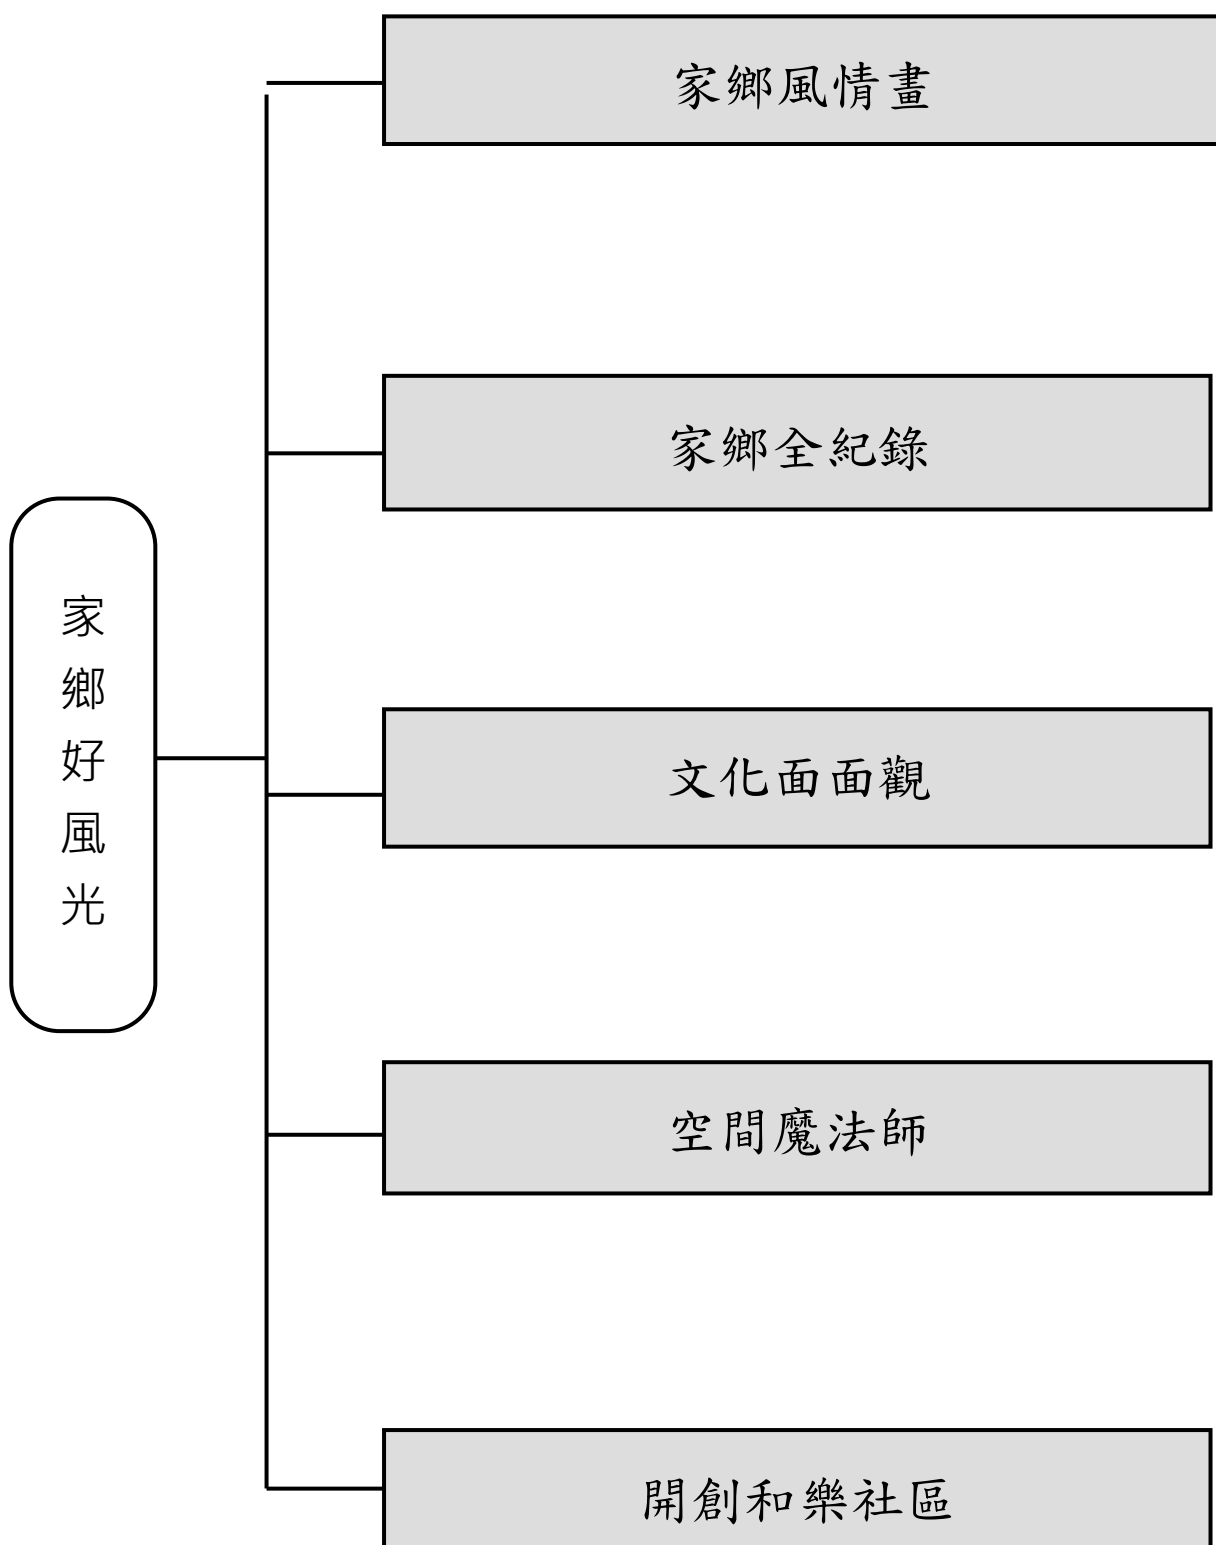 家鄉風情畫
家鄉全紀錄
家鄉好風光
文化面面觀
空間魔法師
開創和樂社區